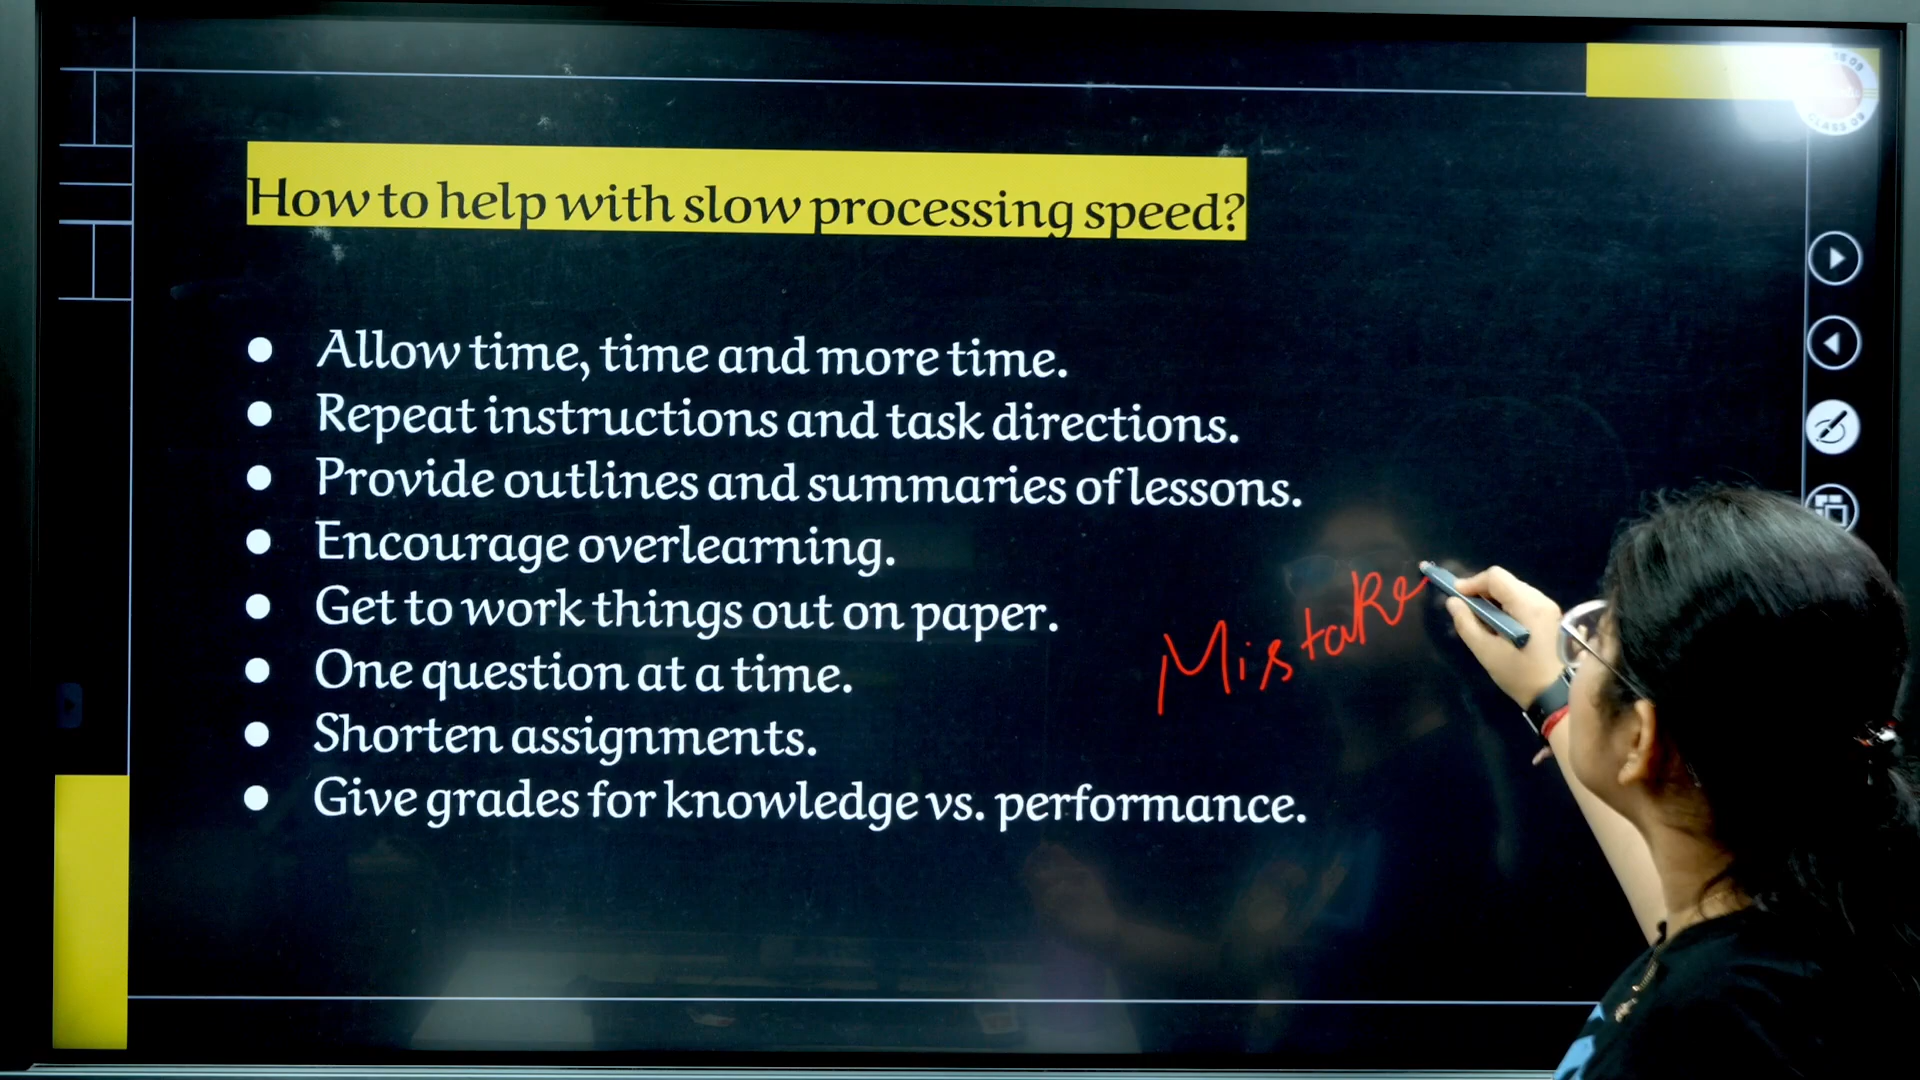 How to help with slow processing speed?
● Allow time, time and more time.
● Repeat instructions and task directions.
● Provide outlines and summaries of lessons.
● Encourage overlearning.
● Get to work things out on paper.
● One question at a time.
● Shorten assignments.
● Give grades for knowledge vs. performance.
Mistake
CLASS 09